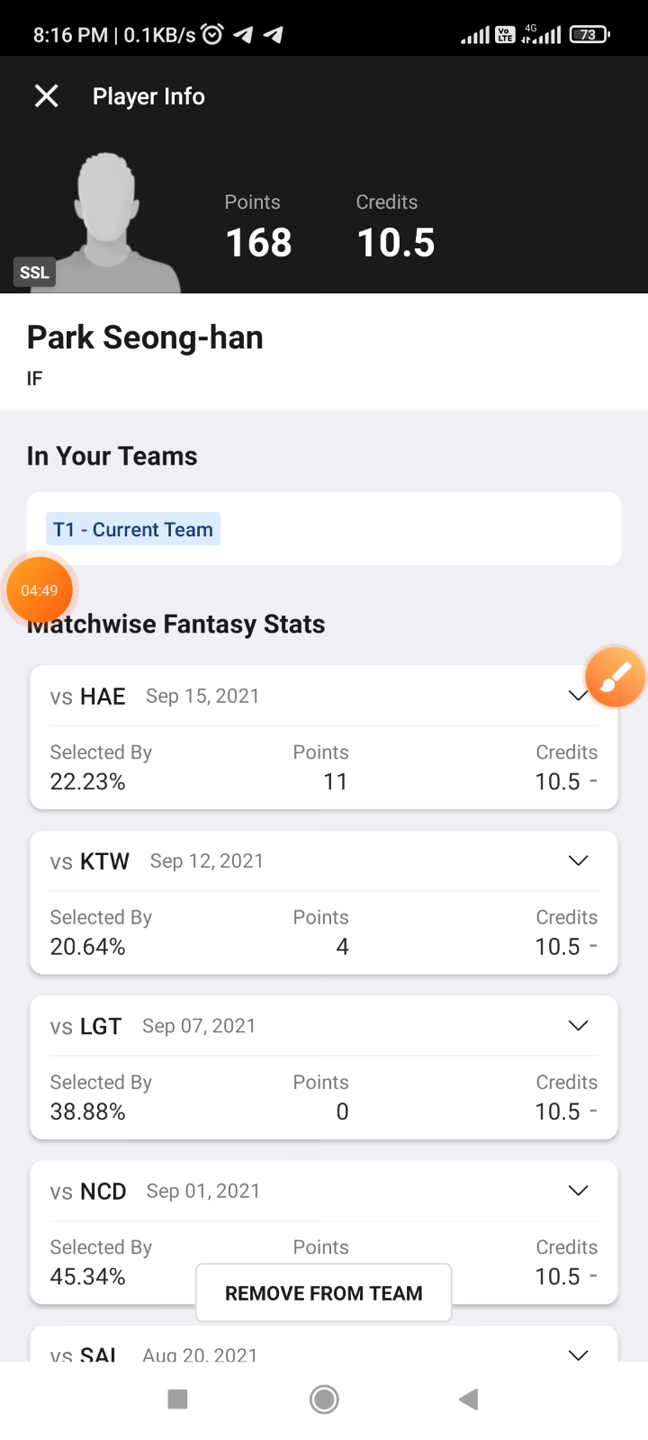 8:16 PM | 0.1KB/s
Vo LTE 4G 73
Player Info
Points Credits
168 10.5
SSL
Park Seong-han
IF
In Your Teams
T1 - Current Team
04:49
Matchwise Fantasy Stats
vs HAE Sep 15, 2021
Selected By Points Credits
22.23% 11 10.5 -
vs KTW Sep 12, 2021
Selected By Points Credits
20.64% 4 10.5 -
vs LGT Sep 07, 2021
Selected By Points Credits
38.88% 0 10.5 -
vs NCD Sep 01, 2021
Selected By Points Credits
45.34% 10.5 -
REMOVE FROM TEAM
vs SAL Aug 20, 2021